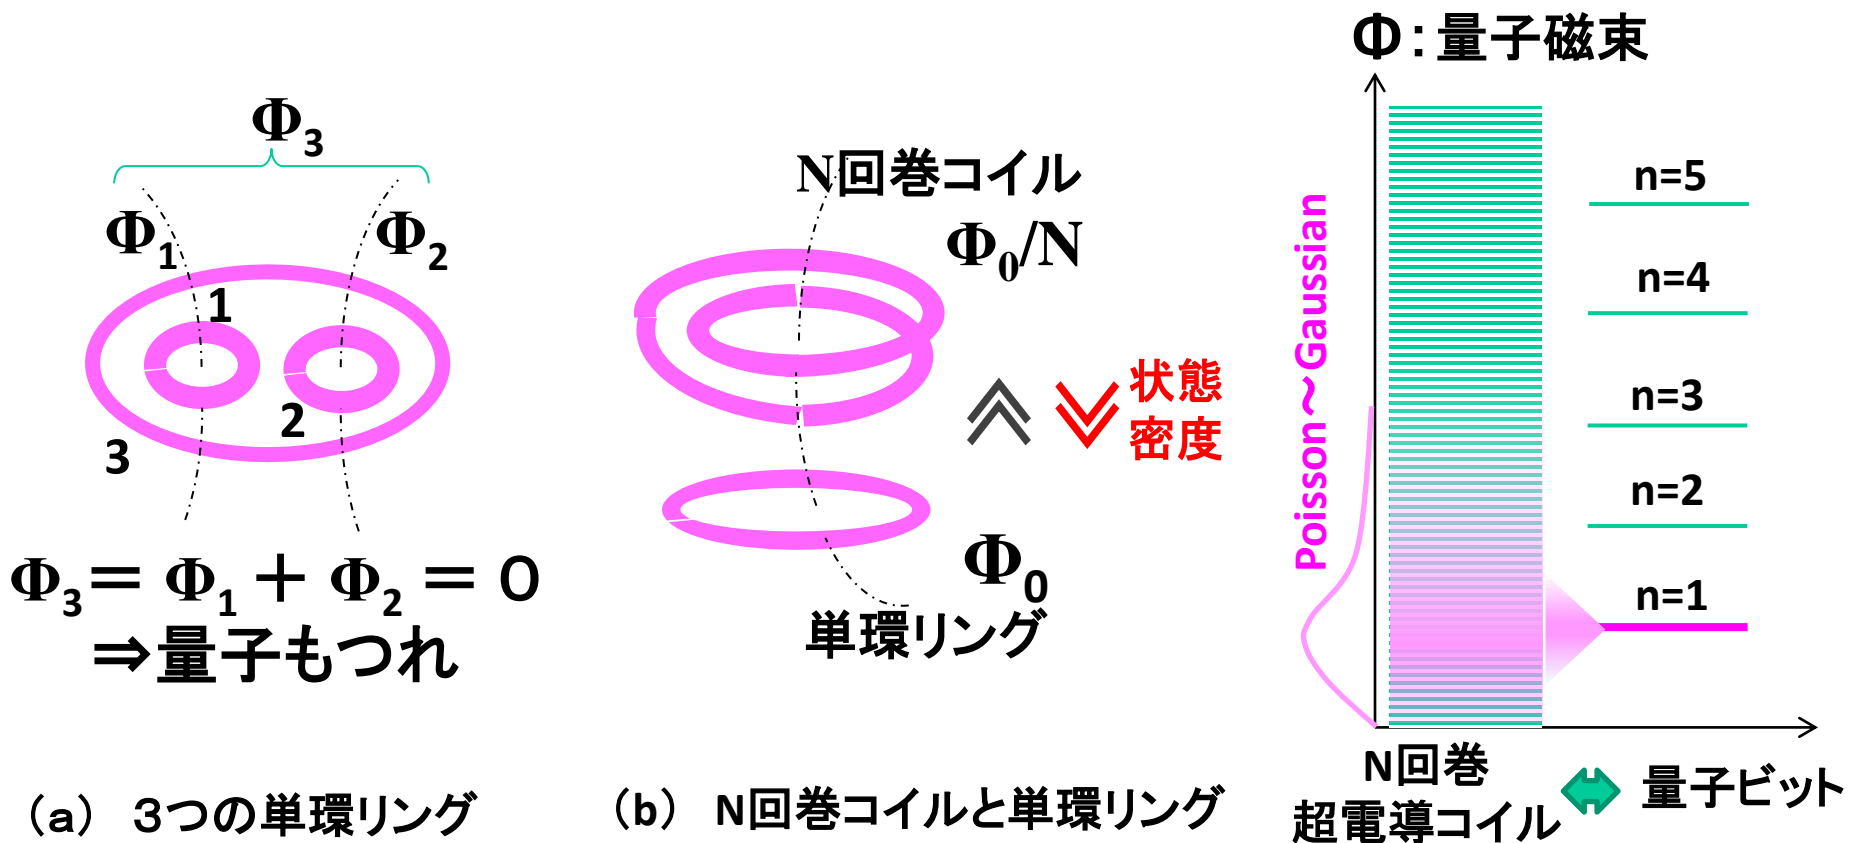 Φ3
Φ1
Φ2
1
2
3
Φ3= Φ1+ Φ2 = 0
⇒量子もつれ
(a) 3つの単環リング
N回巻コイル
Φ0/N
状態
密度
Φ0
単環リング
(b) N回巻コイルと単環リング
Φ:量子磁束
Poisson~Gaussian
n=5
n=4
n=3
n=2
n=1
N回巻
超電導コイル
量子ビット